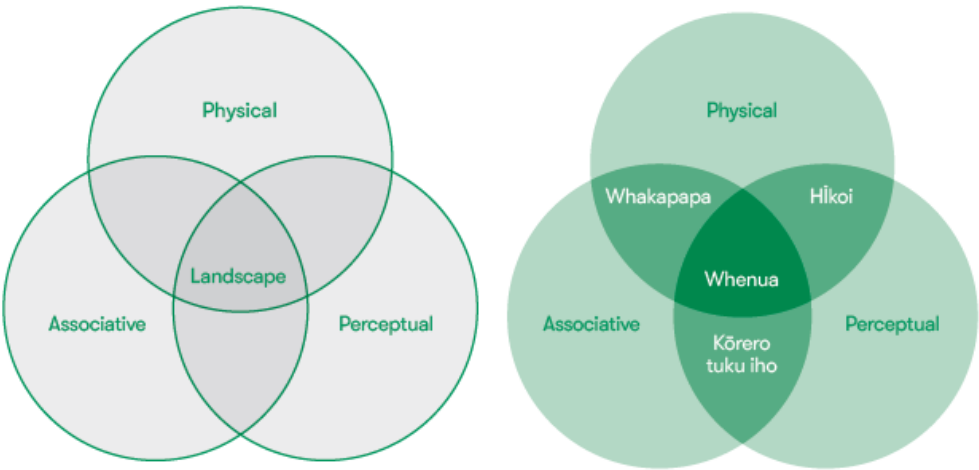 Physical
Landscape
Associative
Perceptual
Physical
Whakapapa
HĪkoi
Whenua
Associative
Perceptual
Kōrero
tuku iho